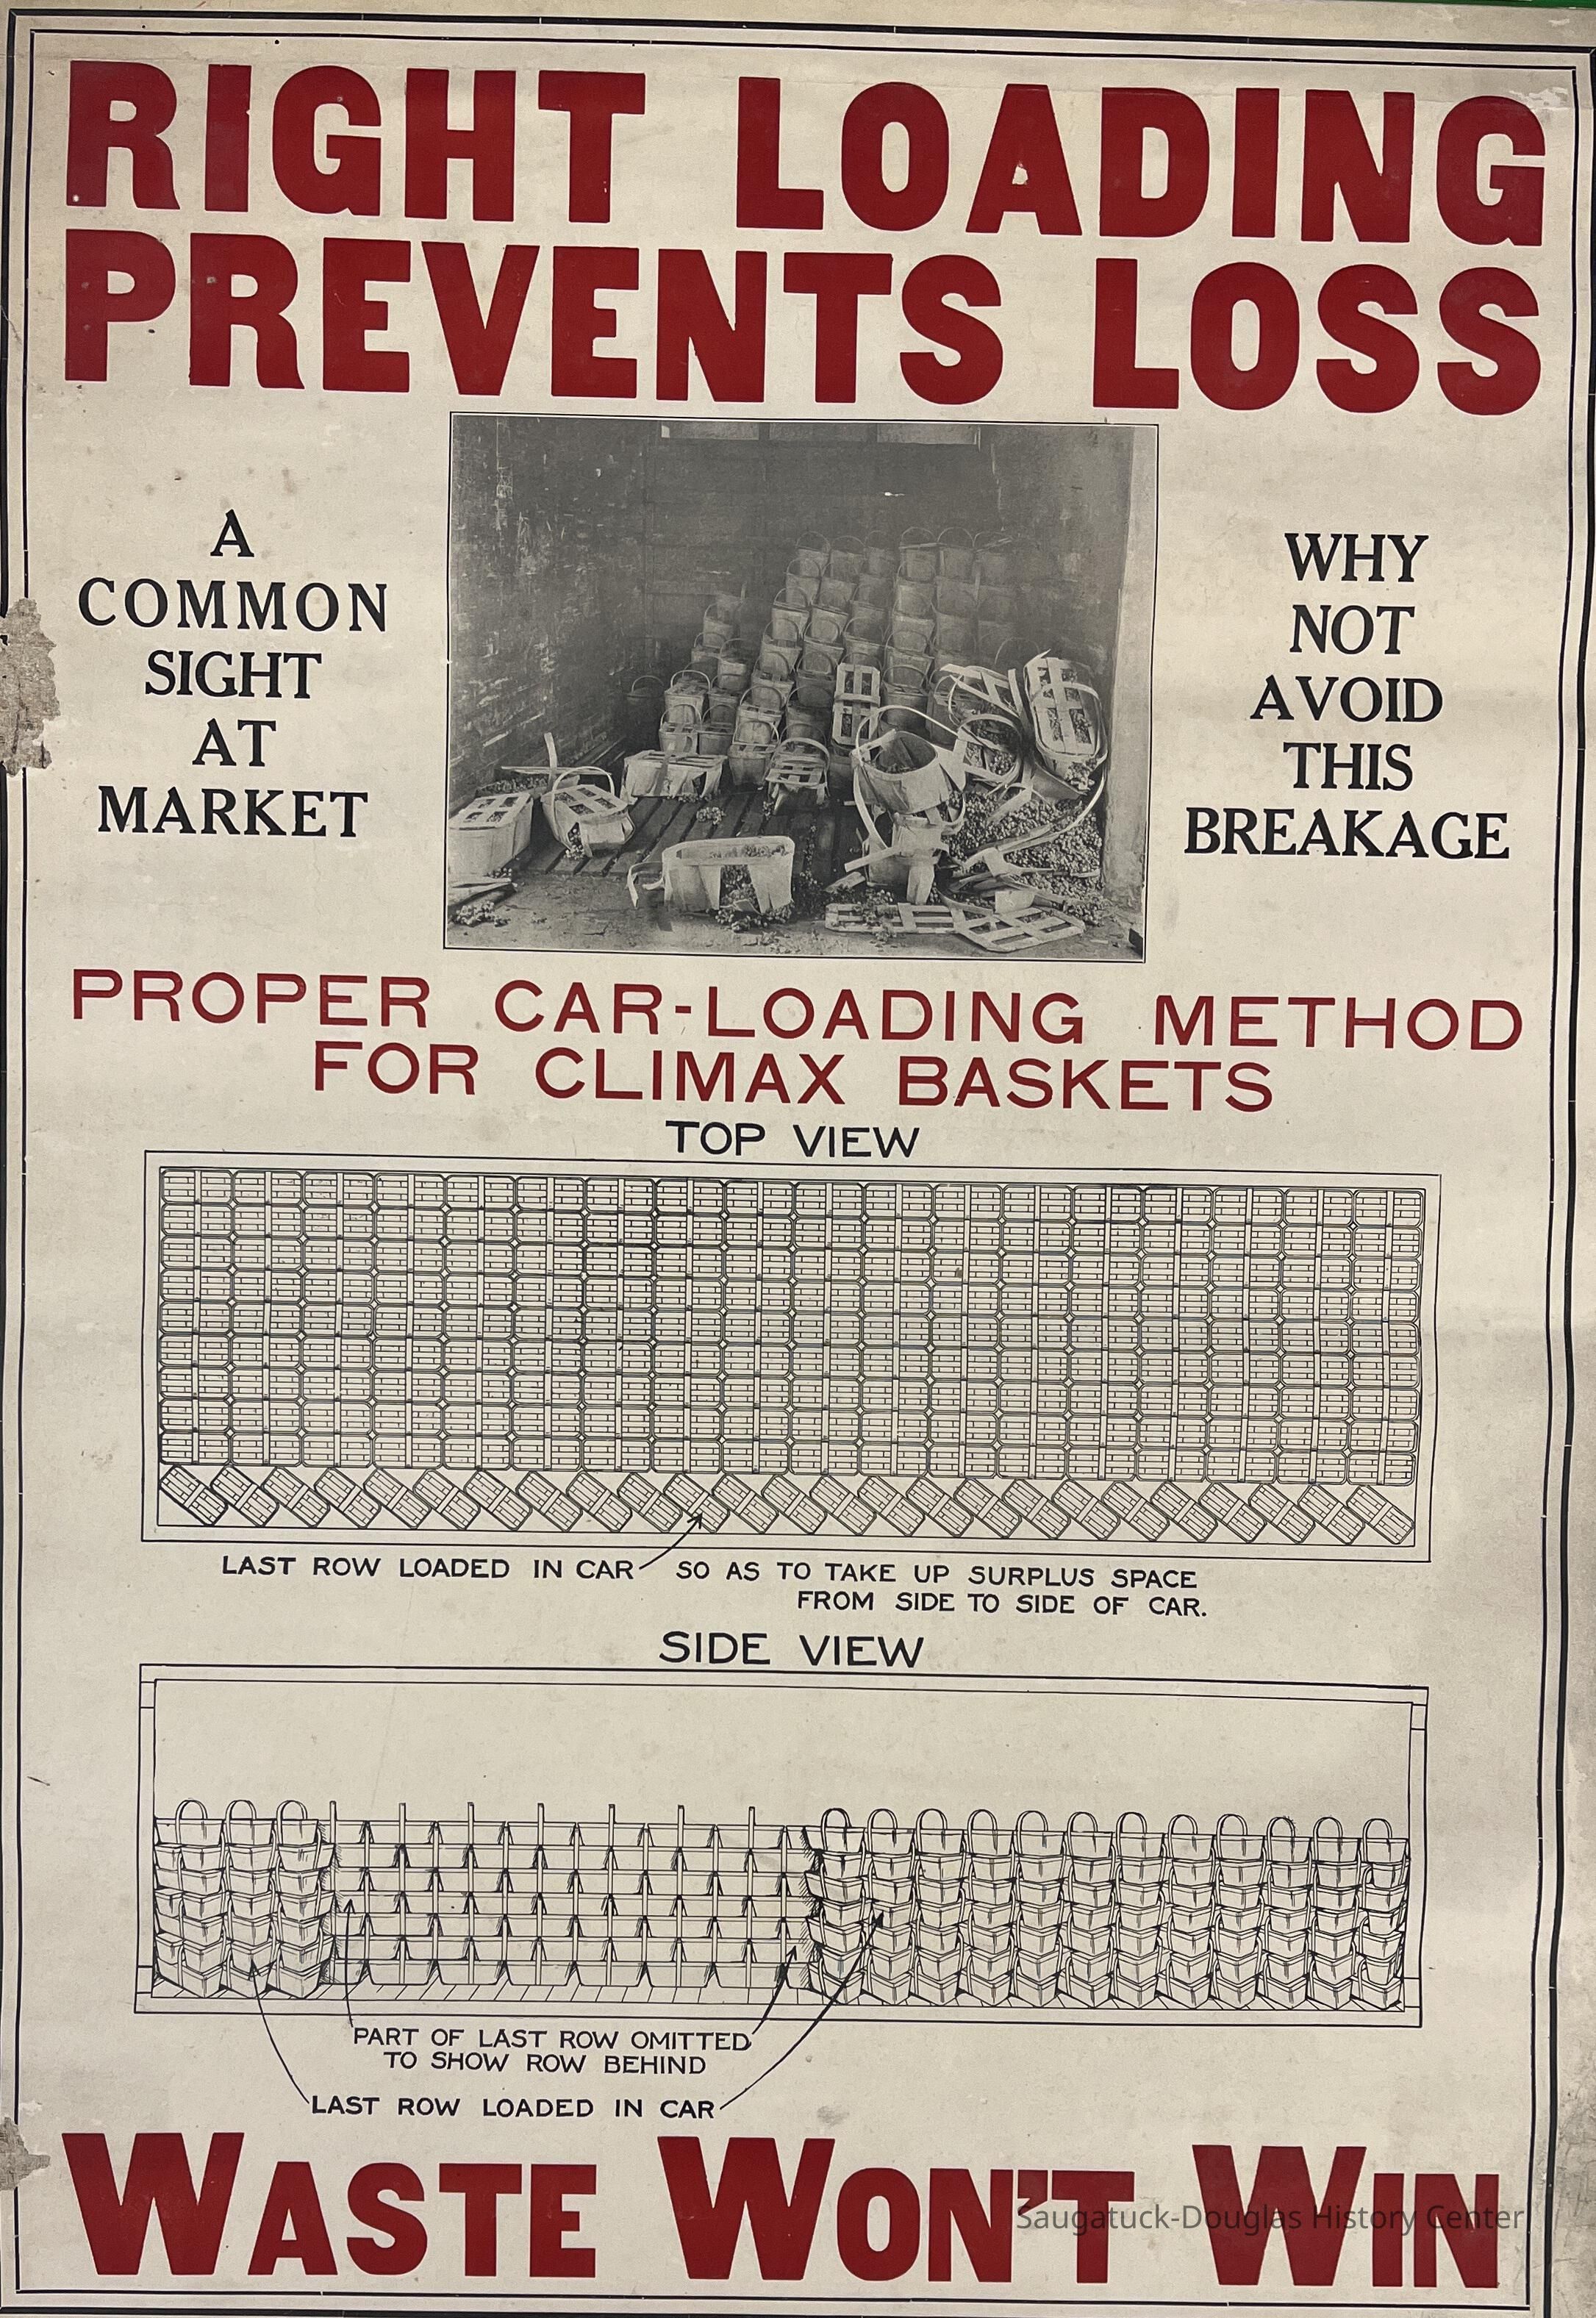 RIGHT LOADING
PREVENTS LOSS
A
COMMON
SIGHT
AT
MARKET
WHY
NOT
AVOID
THIS
BREAKAGE
PROPER CAR-LOADING METHOD
FOR CLIMAX BASKETS
TOP VIEW
LAST ROW LOADED IN CAR SO AS TO TAKE UP SURPLUS SPACE
FROM SIDE TO SIDE OF CAR.
SIDE VIEW
PART OF LAST ROW OMITTED
TO SHOW ROW BEHIND
LAST ROW LOADED IN CAR
WASTE WON'T WIN
Saugatuck-Douglas History Center